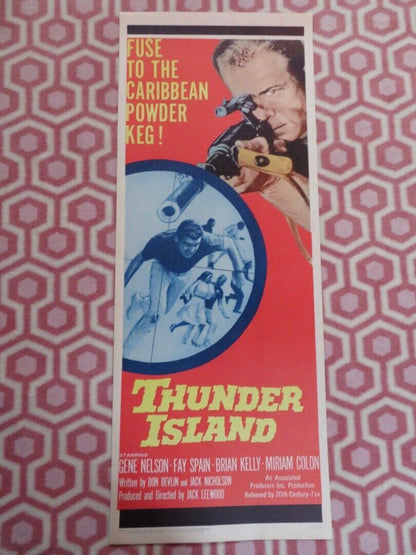 FUSE
TO THE
CARIBBEAN
POWDER
KEG!
THUNDER
ISLAND
STARRING
GENE NELSON · FAY SPAIN · BRIAN KELLY · MIRIAM COLON
Written by DON DEVLIN and JACK NICHOLSON
Produced and Directed by JACK LEEWOOD
An Associated
Producers Inc. Production
Released by 20th Century-Fox